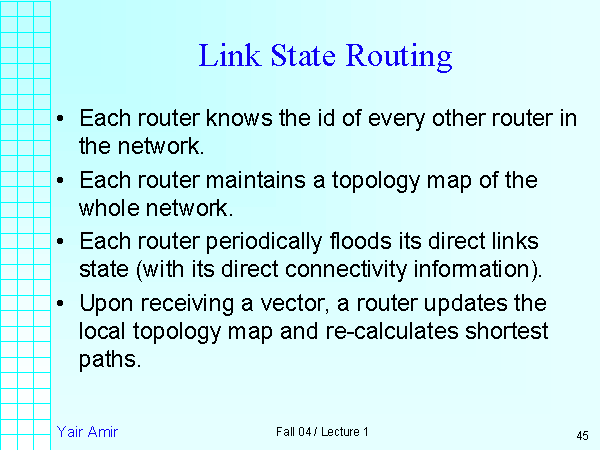 Link State Routing
• Each router knows the id of every other router in
the network.
• Each router maintains a topology map of the
whole network.
• Each router periodically floods its direct links
state (with its direct connectivity information).
• Upon receiving a vector, a router updates the
local topology map and re-calculates shortest
paths.
Yair Amir
Fall 04 / Lecture 1
45